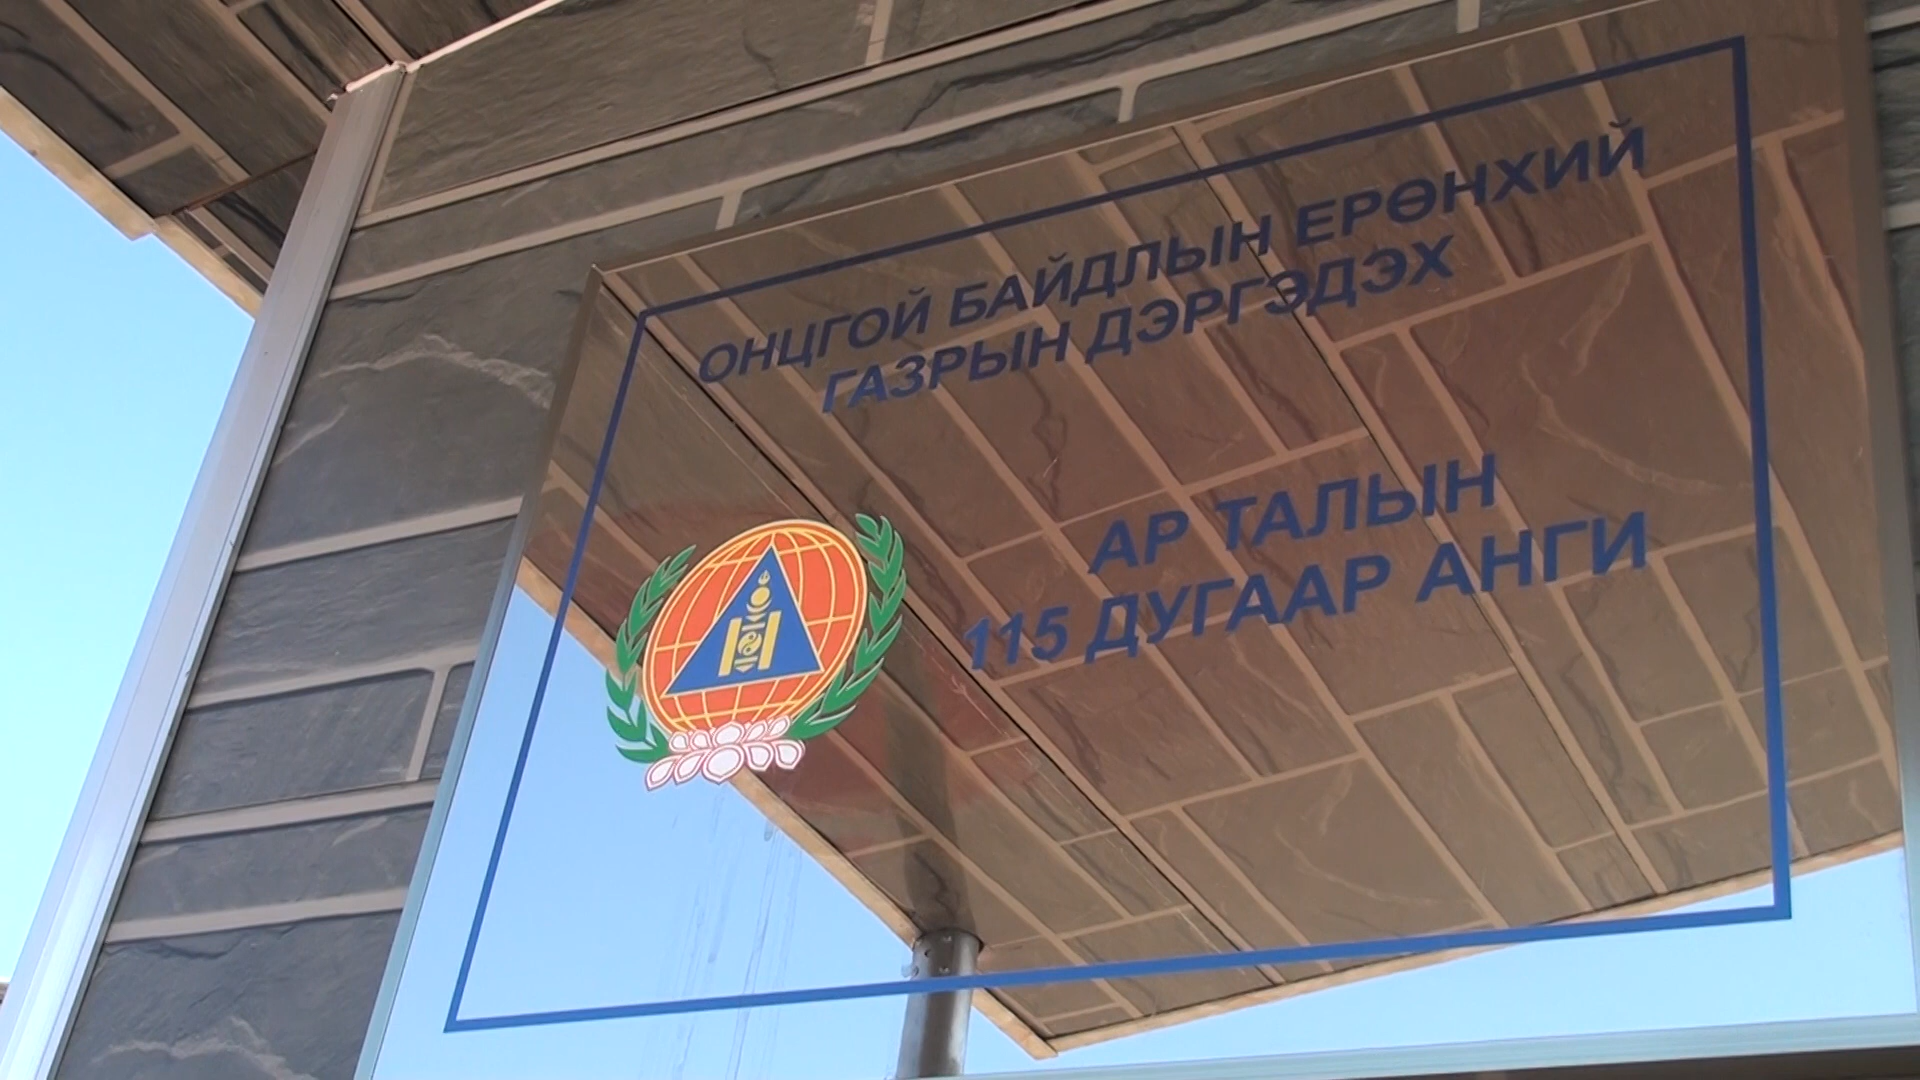 ОНЦГОЙ БАЙДЛЫН ЕРӨНХИЙ
ГАЗРЫН ДЭРГЭДЭХ
АР ТАЛЫН
115 ДУГААР АНГИ